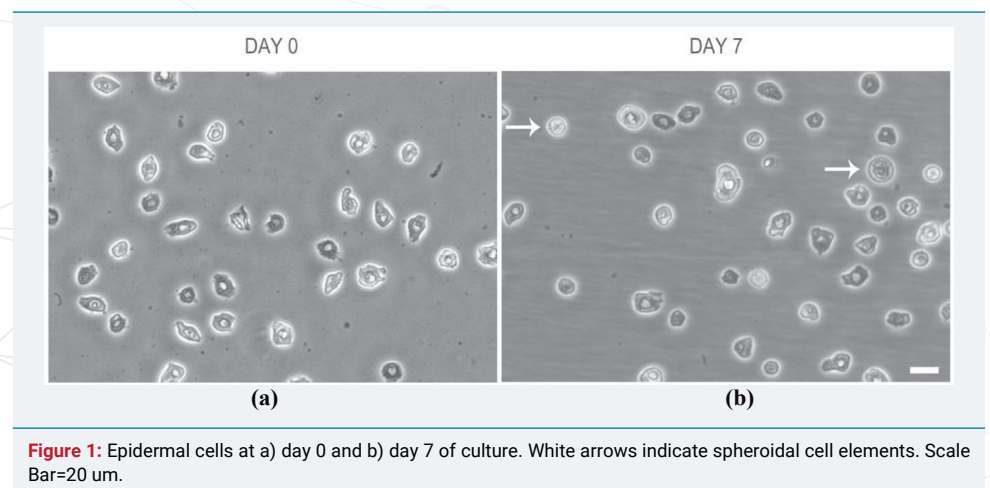 DAY 0
DAY 7
(a)
(b)
Figure 1: Epidermal cells at a) day 0 and b) day 7 of culture. White arrows indicate spheroidal cell elements. Scale
Bar=20 um.